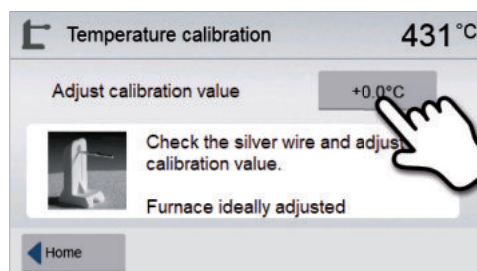 Temperature calibration 431 °C
Adjust calibration value +0.0°C
Check the silver wire and adjust
calibration value.
Furnace ideally adjusted
Home